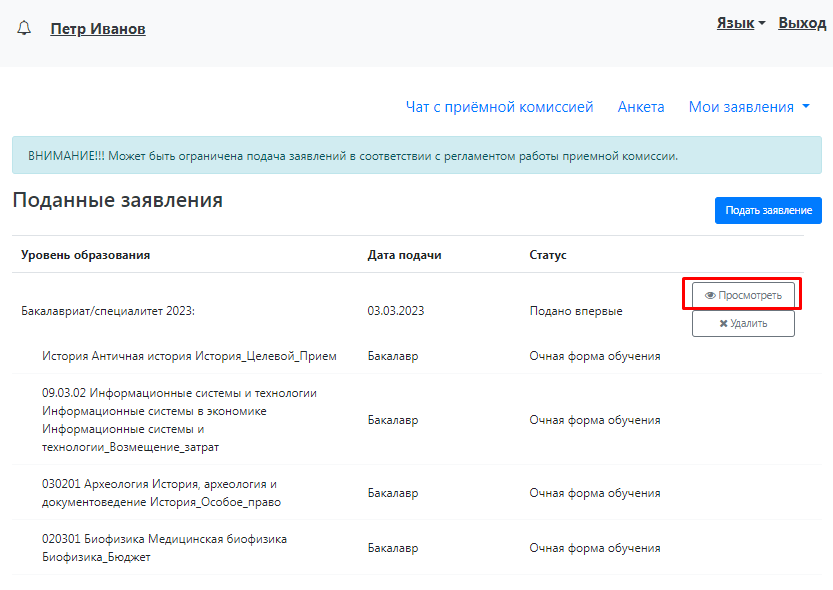 Петр Иванов
Язык
Выход
Чат с приёмной комиссией
Анкета
Мои заявления
ВНИМАНИЕ!!! Может быть ограничена подача заявлений в соответствии с регламентом работы приемной комиссии.
Поданные заявления
Подать заявление
Уровень образования
Дата подачи
Статус
Бакалавриат/специалитет 2023:
03.03.2023
Подано впервые
Просмотреть
Удалить
История Античная история История_Целевой_Прием
Бакалавр
Очная форма обучения
09.03.02 Информационные системы и технологии
Информационные системы в экономике
Информационные системы и
технологии_Возмещение_затрат
Бакалавр
Очная форма обучения
030201 Археология История, археология и
документоведение История_Особое_право
Бакалавр
Очная форма обучения
020301 Биофизика Медицинская биофизика
Биофизика_Бюджет
Бакалавр
Очная форма обучения